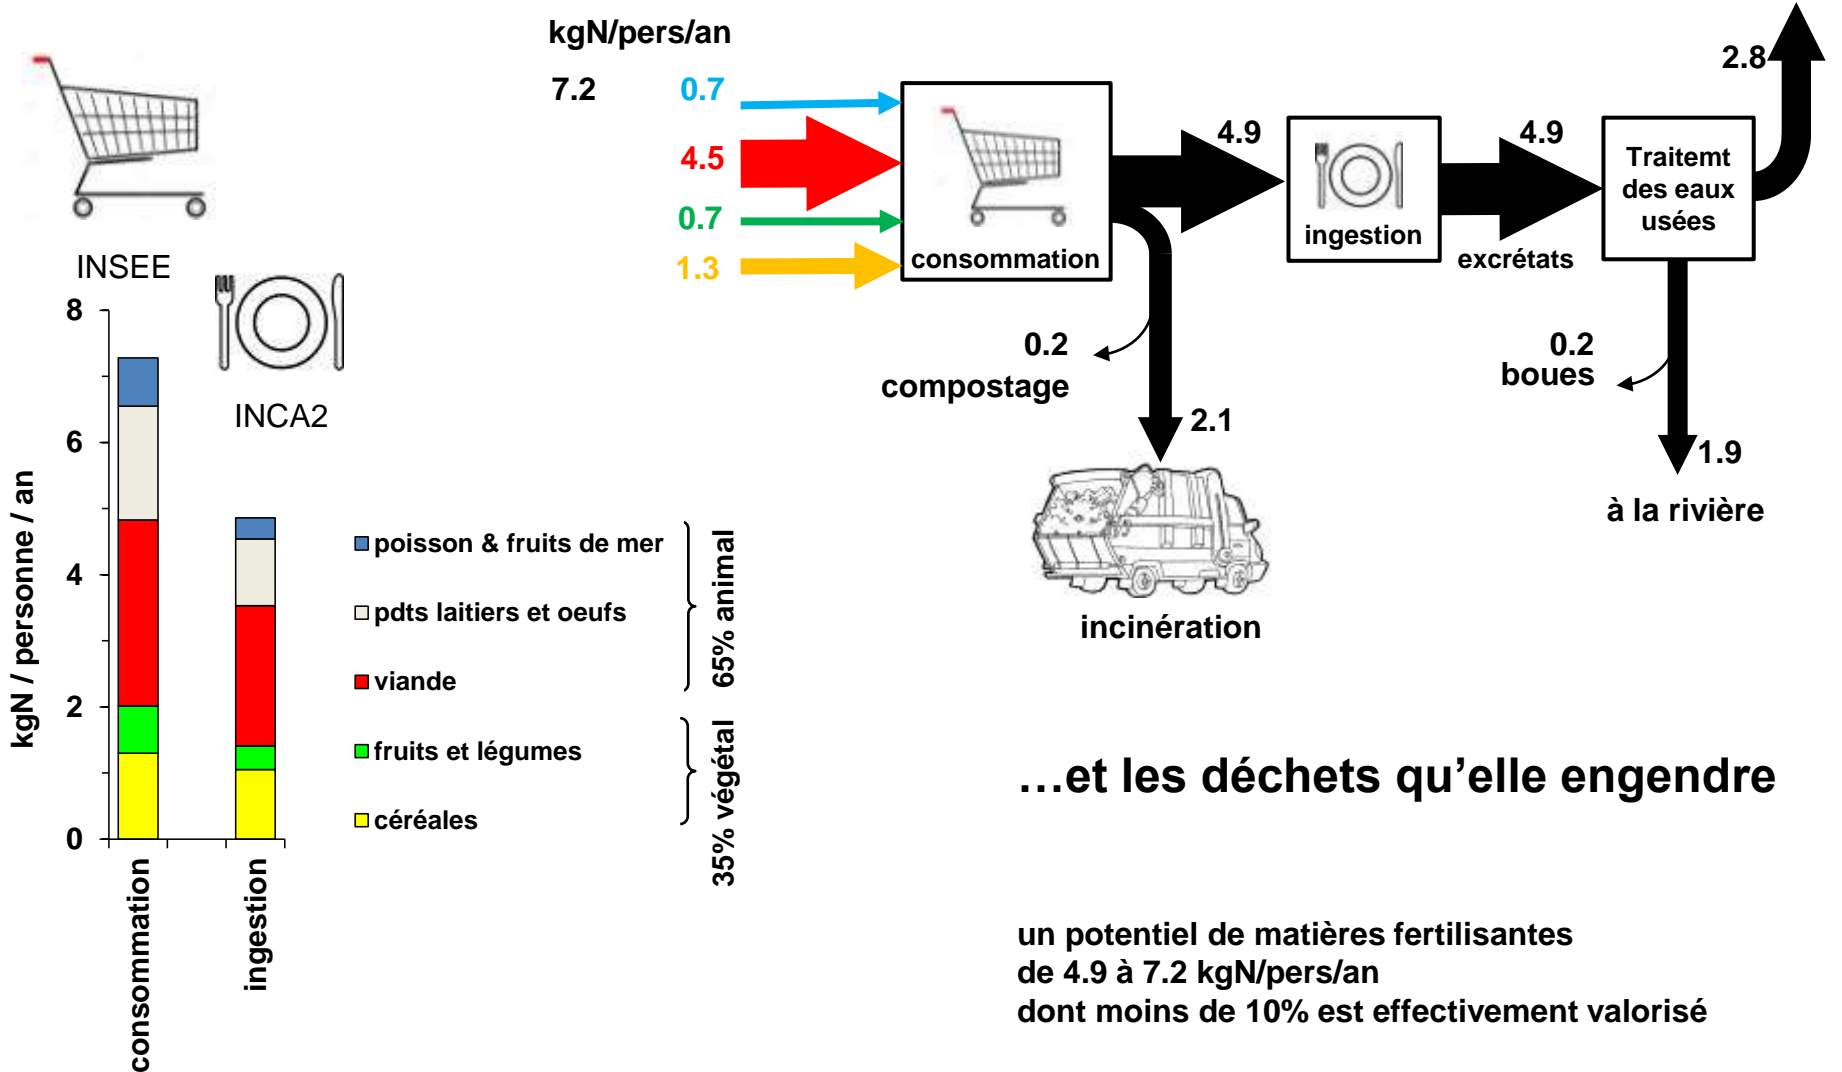 kgN/pers/an
7.2
0.7
4.5
0.7
1.3
consommation
4.9
ingestion
4.9
excrétats
Traitemt
des eaux
usées
2.8
0.2
compostage
2.1
incinération
0.2
boues
1.9
à la rivière
INSEE
INCA2
kgN / personne / an
8
6
4
2
0
consommation
ingestion
poisson & fruits de mer
pdts laitiers et oeufs
viande
fruits et légumes
céréales
65% animal
35% végétal
…et les déchets qu’elle engendre
un potentiel de matières fertilisantes
de 4.9 à 7.2 kgN/pers/an
dont moins de 10% est effectivement valorisé